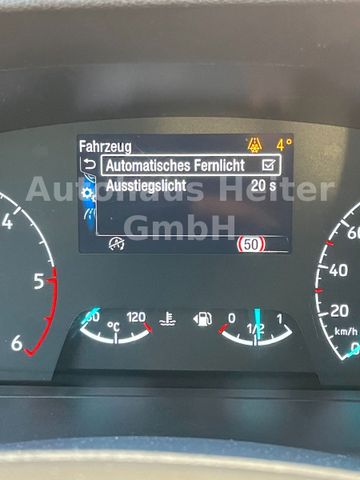 Fahrzeug 4°
Automatisches Fernlicht
Ausstiegslicht 20 s
Autohaus Heiter
GmbH
(50)
4
5
6
60
40
20
km/h
0
60 °C 120
0 1/2 1